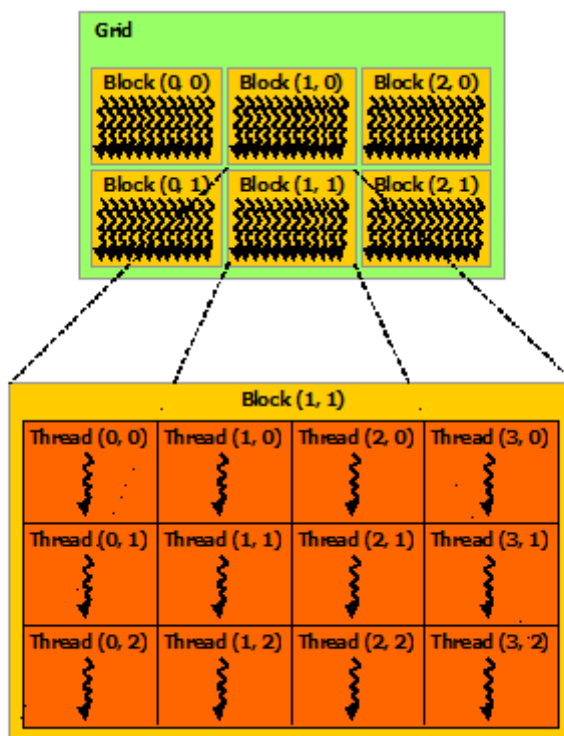 Grid
Block (0, 0) Block (1, 0) Block (2, 0)
Block (0, 1) Block (1, 1) Block (2, 1)
Block (1, 1)
Thread (0, 0) Thread (1, 0) Thread (2, 0) Thread (3, 0)
Thread (0, 1) Thread (1, 1) Thread (2, 1) Thread (3, 1)
Thread (0, 2) Thread (1, 2) Thread (2, 2) Thread (3, 2)